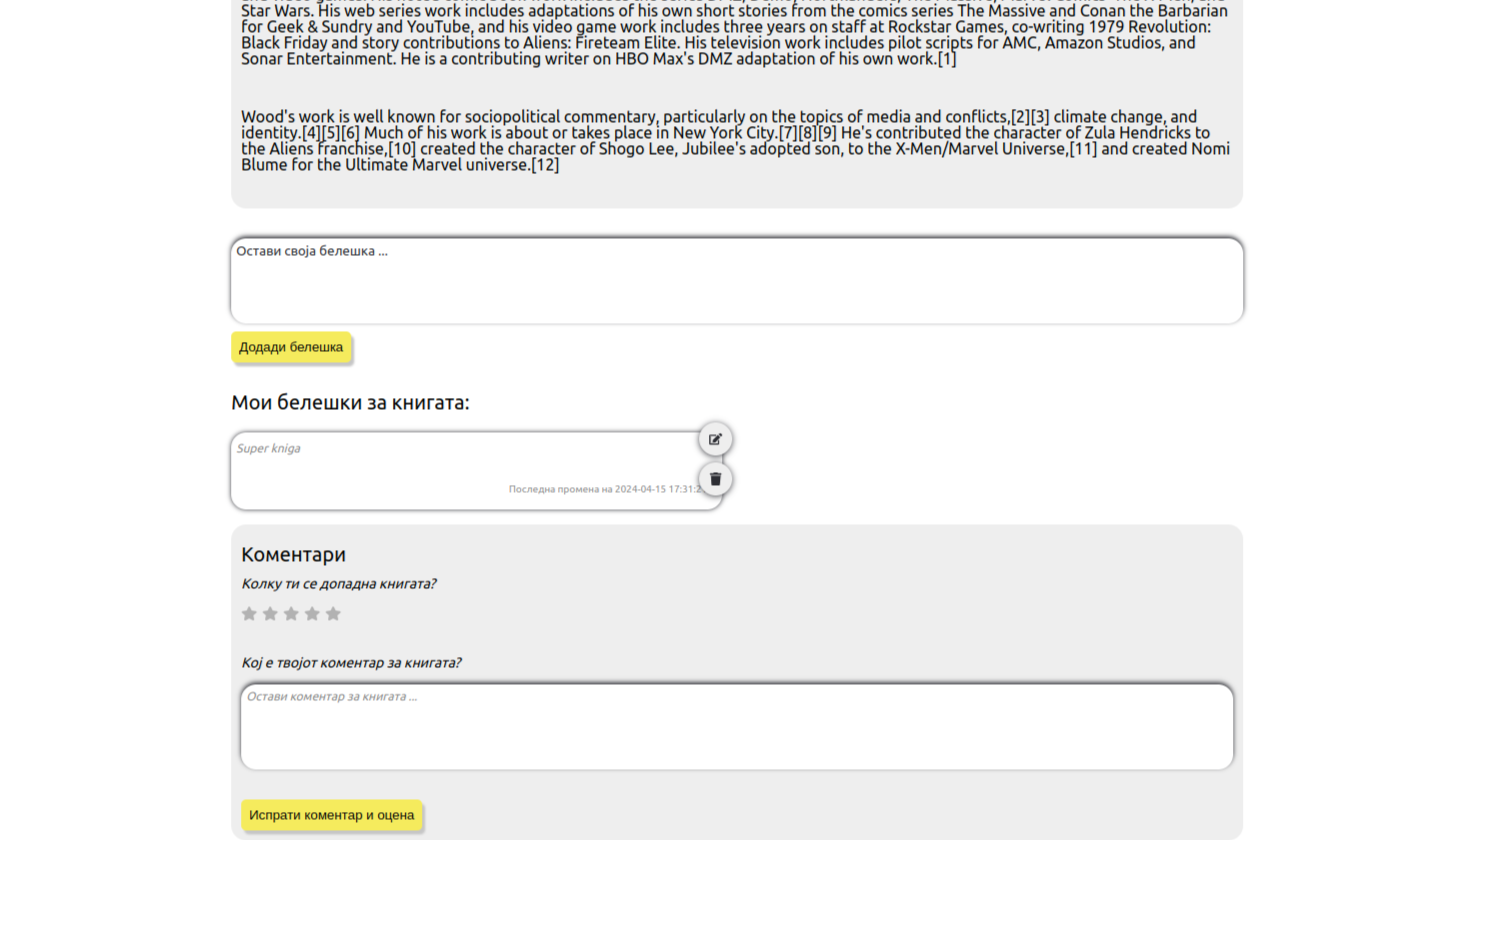 Star Wars. His web series work includes adaptations of his own short stories from the comics series The Massive and Conan the Barbarian
for Geek & Sundry and YouTube, and his video game work includes three years on staff at Rockstar Games, co-writing 1979 Revolution:
Black Friday and story contributions to Aliens: Fireteam Elite. His television work includes pilot scripts for AMC, Amazon Studios, and
Sonar Entertainment. He is a contributing writer on HBO Max's DMZ adaptation of his own work.[1]
Wood's work is well known for sociopolitical commentary, particularly on the topics of media and conflicts,[2][3] climate change, and
identity.[4][5][6] Much of his work is about or takes place in New York City.[7][8][9] He's contributed the character of Zula Hendricks to
the Aliens franchise,[10] created the character of Shogo Lee, Jubilee's adopted son, to the X-Men/Marvel Universe,[11] and created Nomi
Blume for the Ultimate Marvel universe.[12]
Остави своја белешка ...
Додади белешка
Мои белешки за книгата:
Super kniga
Последна промена на 2024-04-15 17:31:2
Коментари
Колку ти се допадна книгата?
Кој е твојот коментар за книгата?
Остави коментар за книгата ...
Испрати коментар и оцена